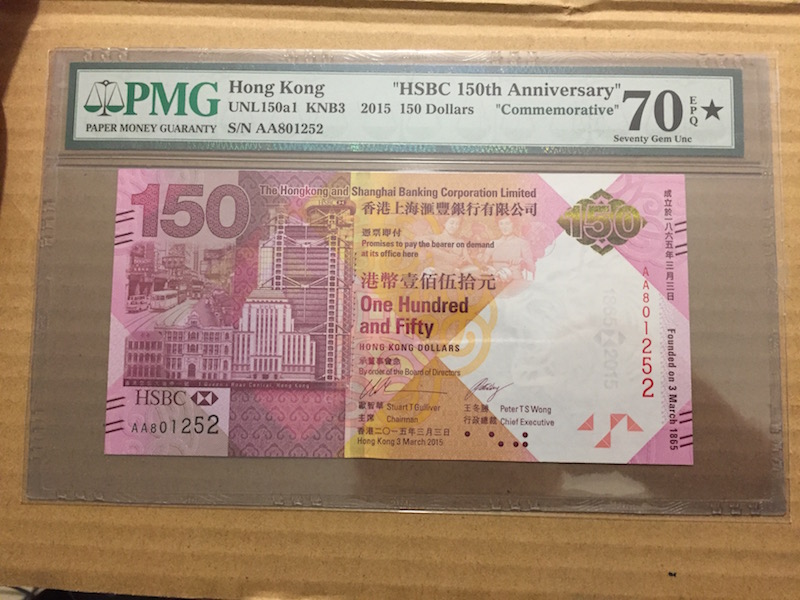 PMG
PAPER MONEY GUARANTY
Hong Kong "HSBC 150th Anniversary"
UNL150a1 KNB3 2015 150 Dollars "Commemorative"
S/N AA801252
70 EPQ ★
Seventy Gem Unc
150
The Hongkong and Shanghai Banking Corporation Limited
香港上海滙豐銀行有限公司
憑票即付
Promises to pay the bearer on demand
at its office here
港幣壹佰伍拾元
One Hundred
and Fifty
HONG KONG DOLLARS
承董事會命
By order of the Board of Directors
歐智華 Stuart T Gulliver
主席 Chairman
王冬勝 Peter T S Wong
行政總裁 Chief Executive
香港二〇一五年三月三日
Hong Kong 3 March 2015
1 Queen's Road Central, Hong Kong
HSBC
AA801252
150
成立於一八六五年三月三日
AA801252
Founded on 3 March 1865
1865
2015